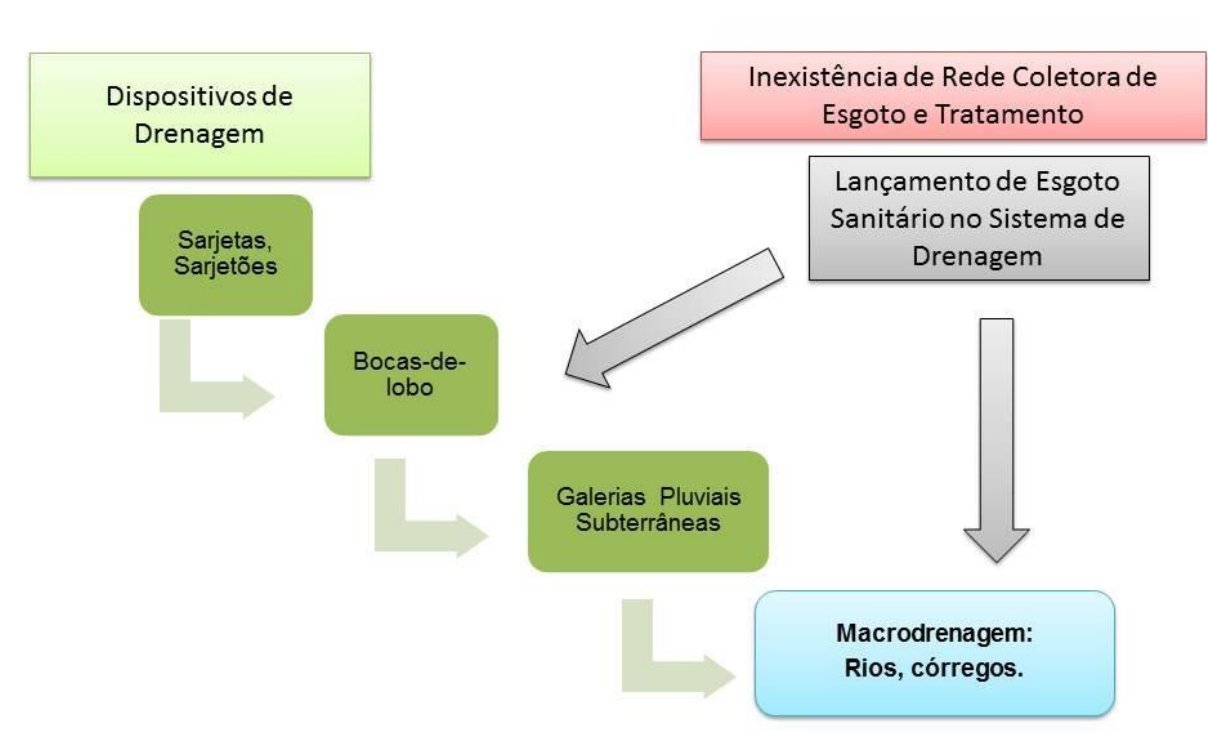 Dispositivos de
Drenagem
Inexistência de Rede Coletora de
Esgoto e Tratamento
Lançamento de Esgoto
Sanitário no Sistema de
Drenagem
Sarjetas,
Sarjetões
Bocas-de-
lobo
Galerias Pluviais
Subterrâneas
Macrodrenagem:
Rios, córregos.